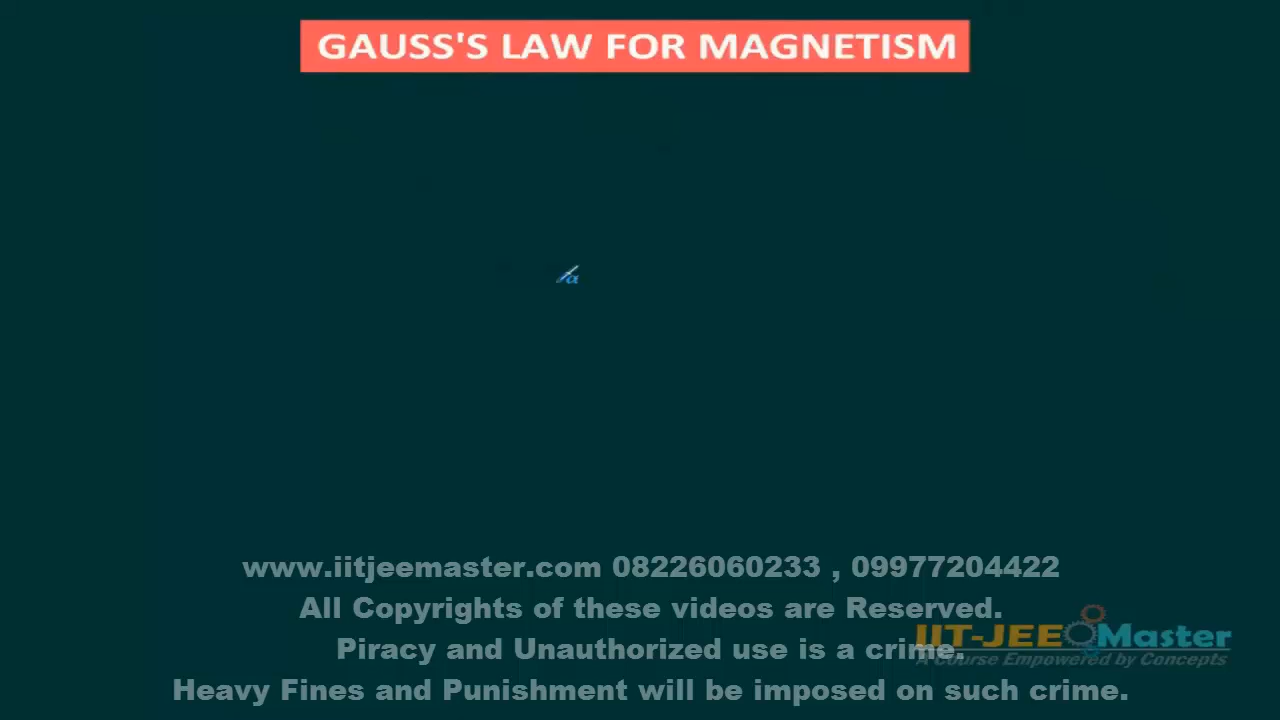 GAUSS'S LAW FOR MAGNETISM
α
www.iitjeemaster.com 08226060233 , 09977204422
All Copyrights of these videos are Reserved.
IIT-JEE Master
Piracy and Unauthorized use is a crime.
A Course Empowered by Concepts
Heavy Fines and Punishment will be imposed on such crime.